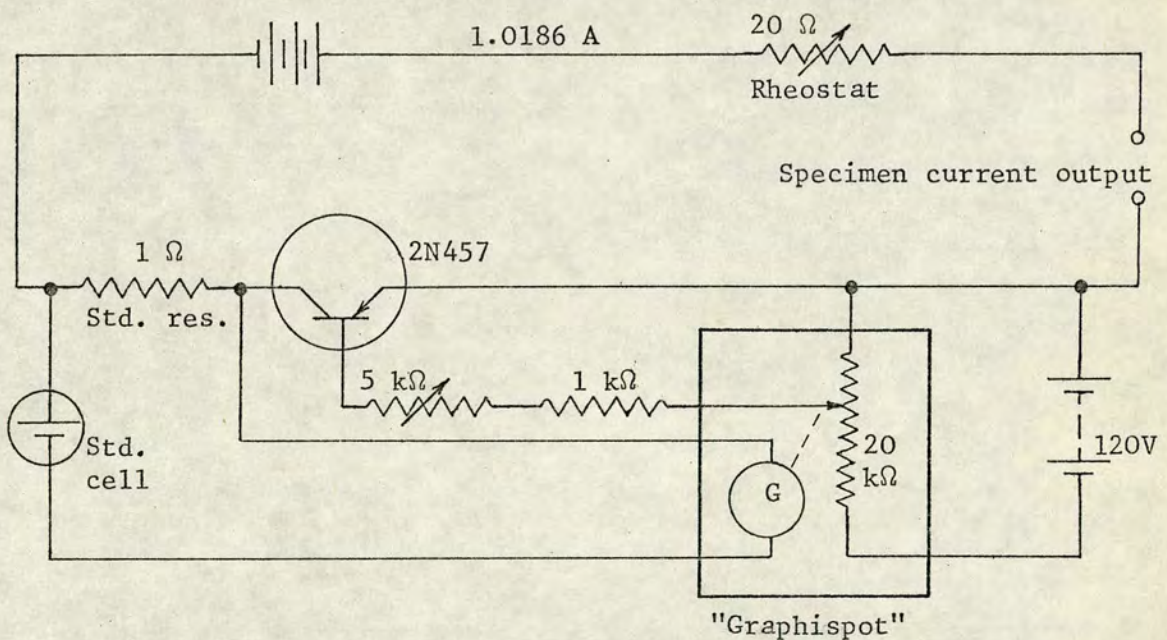 1.0186 A
20 Ω
Rheostat
Specimen current output
1 Ω
Std. res.
2N457
5 kΩ
1 kΩ
Std.
cell
G
20
kΩ
120V
"Graphispot"